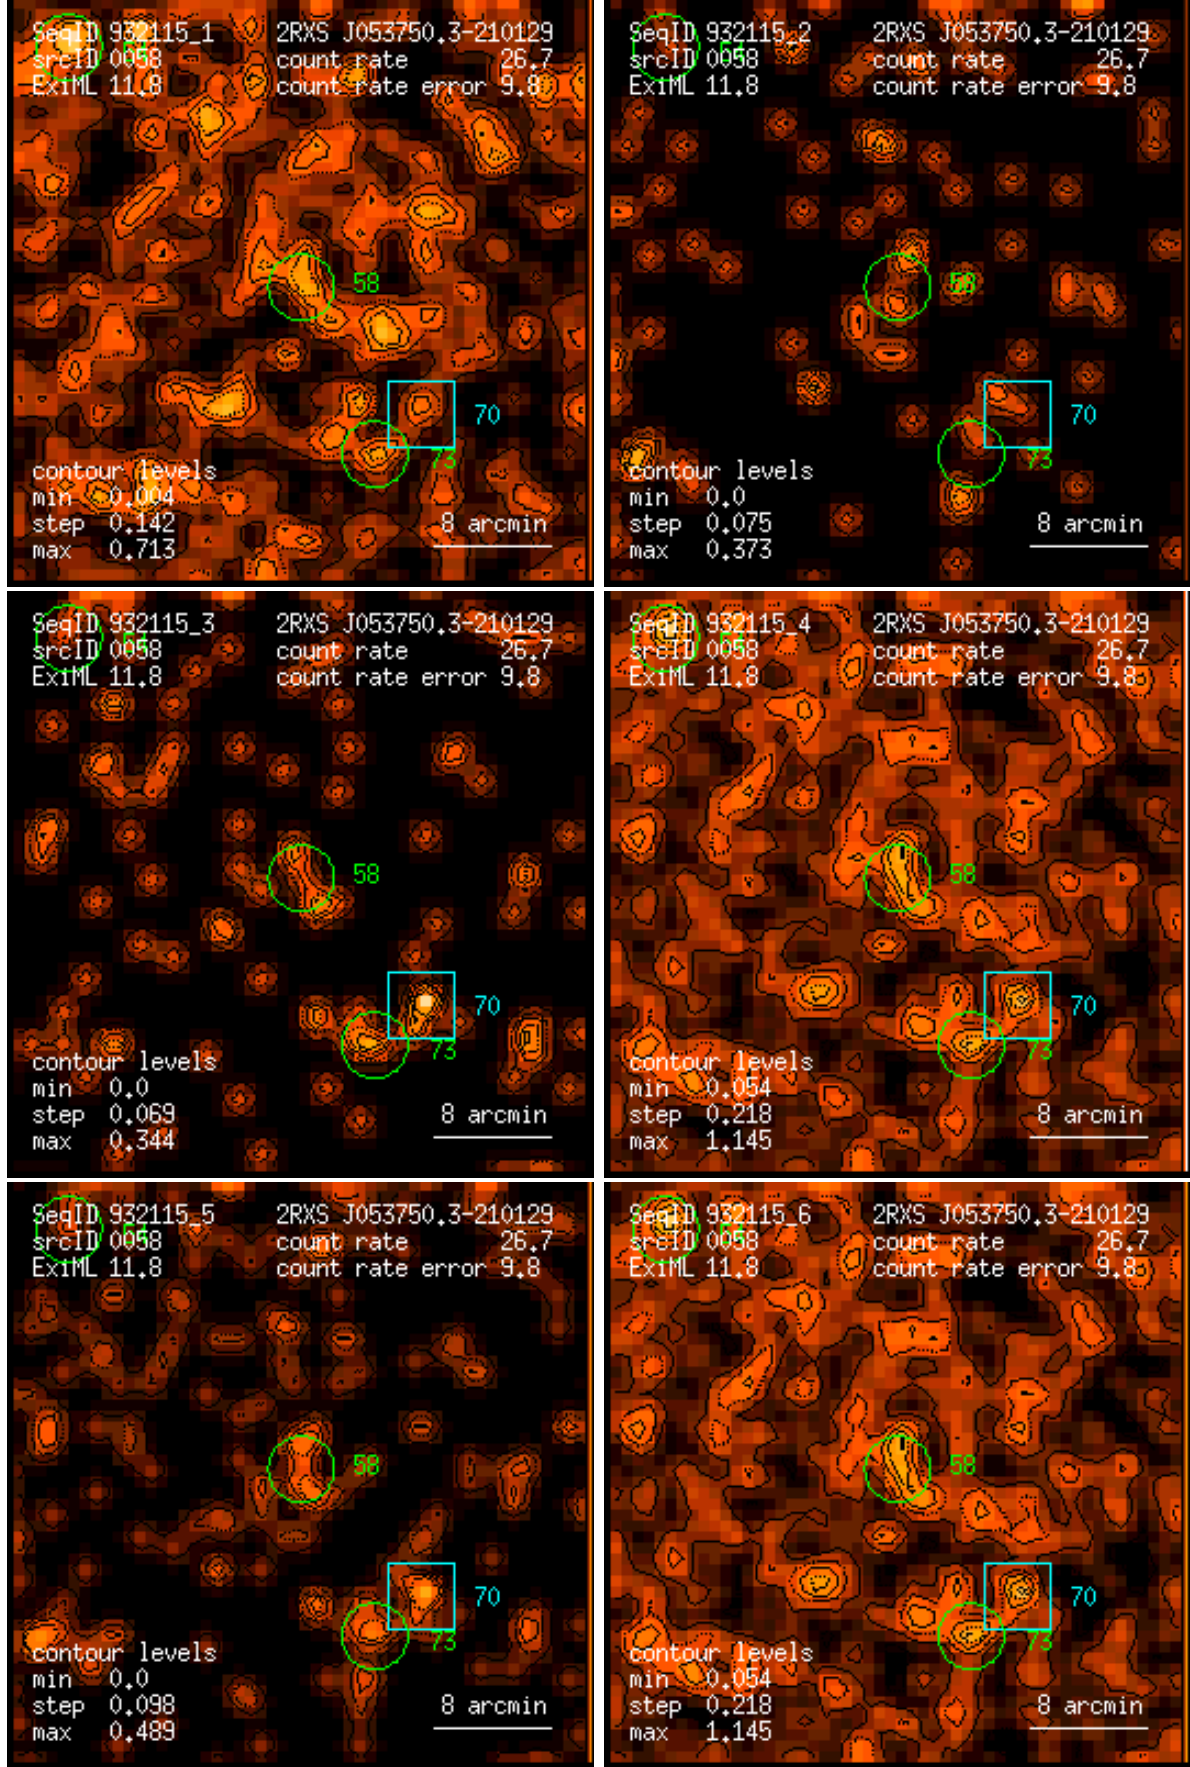 SeqID 932115_1 2RXS J053750.3-210129
srcID 0058 count rate 26.7
ExiML 11.8 count rate error 9.8
58
70
73
contour levels
min 0.004
step 0.142 8 arcmin
max 0.713
SeqID 932115_2 2RXS J053750.3-210129
srcID 0058 count rate 26.7
ExiML 11.8 count rate error 9.8
58
70
73
contour levels
min 0.0
step 0.075 8 arcmin
max 0.373
SeqID 932115_3 2RXS J053750.3-210129
srcID 0058 count rate 26.7
ExiML 11.8 count rate error 9.8
58
70
73
contour levels
min 0.0
step 0.069 8 arcmin
max 0.344
SeqID 932115_4 2RXS J053750.3-210129
srcID 0058 count rate 26.7
ExiML 11.8 count rate error 9.8
58
70
73
contour levels
min 0.054
step 0.218 8 arcmin
max 1.145
SeqID 932115_5 2RXS J053750.3-210129
srcID 0058 count rate 26.7
ExiML 11.8 count rate error 9.8
58
70
73
contour levels
min 0.0
step 0.098 8 arcmin
max 0.489
SeqID 932115_6 2RXS J053750.3-210129
srcID 0058 count rate 26.7
ExiML 11.8 count rate error 9.8
58
70
73
contour levels
min 0.054
step 0.218 8 arcmin
max 1.145